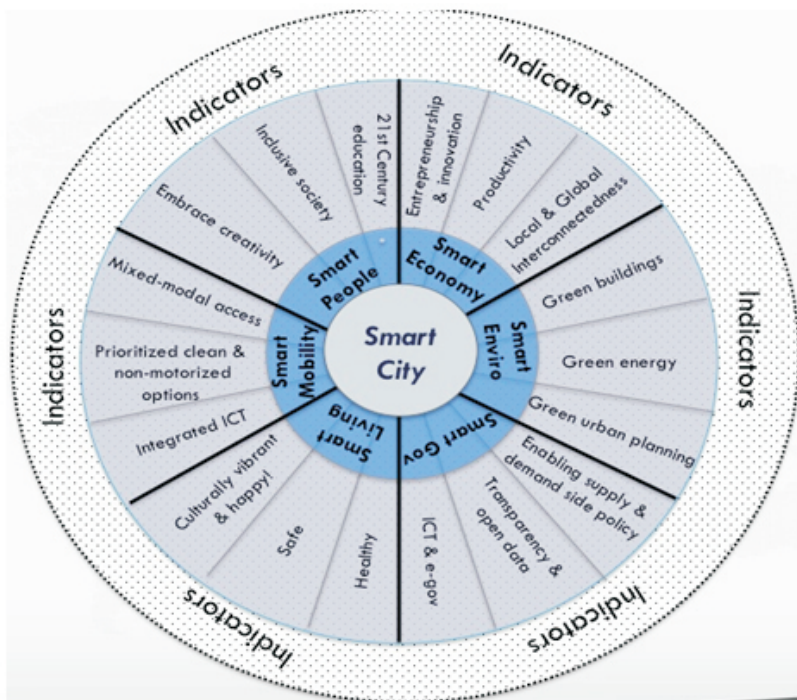 Smart
City
Smart
Economy
Entrepreneurship
& innovation
Productivity
Local & Global
Interconnectedness
Smart
Enviro
Green buildings
Green energy
Green urban planning
Smart Gov
Enabling supply &
demand side policy
Transparency &
open data
ICT & e-gov
Smart
Living
Healthy
Safe
Culturally vibrant
& happy!
Smart
Mobility
Integrated ICT
Prioritized clean &
non-motorized
options
Mixed-modal access
Smart
People
Embrace creativity
Inclusive society
21st Century
education
Indicators
Indicators
Indicators
Indicators
Indicators
Indicators